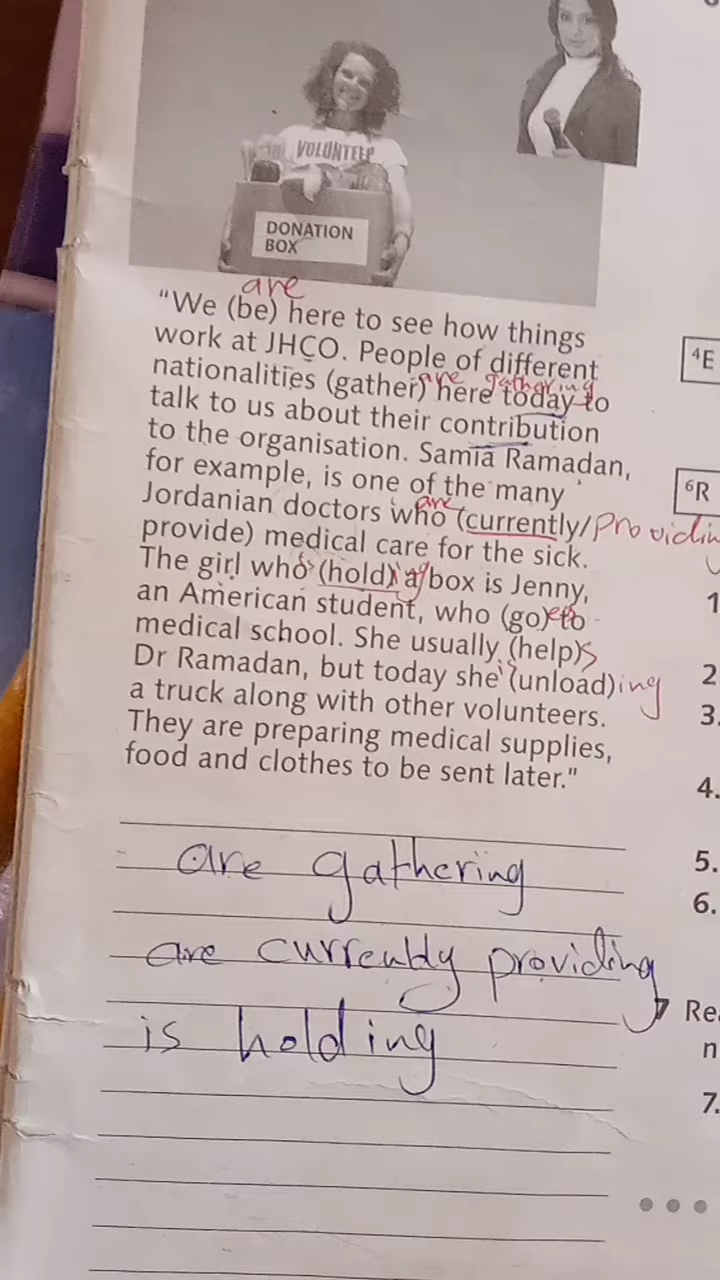 VOLUNTEER
DONATION
BOX
are
"We (be) here to see how things
work at JHCO. People of different
nationalities (gather) here today to
are gathering
talk to us about their contribution
to the organisation. Samia Ramadan,
for example, is one of the many
Jordanian doctors who (currently/
are providin
provide) medical care for the sick.
The girl who (hold) a box is Jenny,
an American student, who (go) to
es
medical school. She usually (help)s
Dr Ramadan, but today she (unload)ing
a truck along with other volunteers.
They are preparing medical supplies,
food and clothes to be sent later."
are gathering
are currently providing
is holding
4E
6R
1
2
3.
4.
5.
6.
7 Rea
n
7.